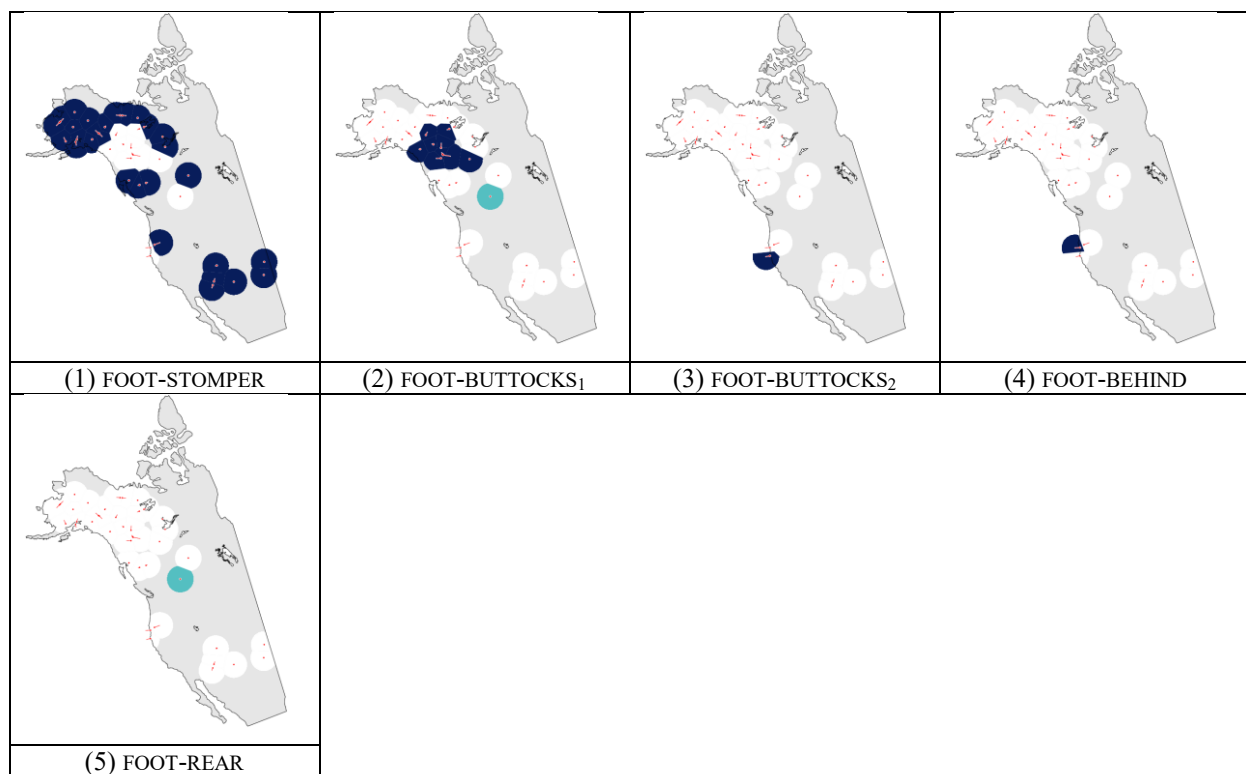 (1) FOOT-STOMPER
(2) FOOT-BUTTOCKS₁
(3) FOOT-BUTTOCKS₂
(4) FOOT-BEHIND
(5) FOOT-REAR